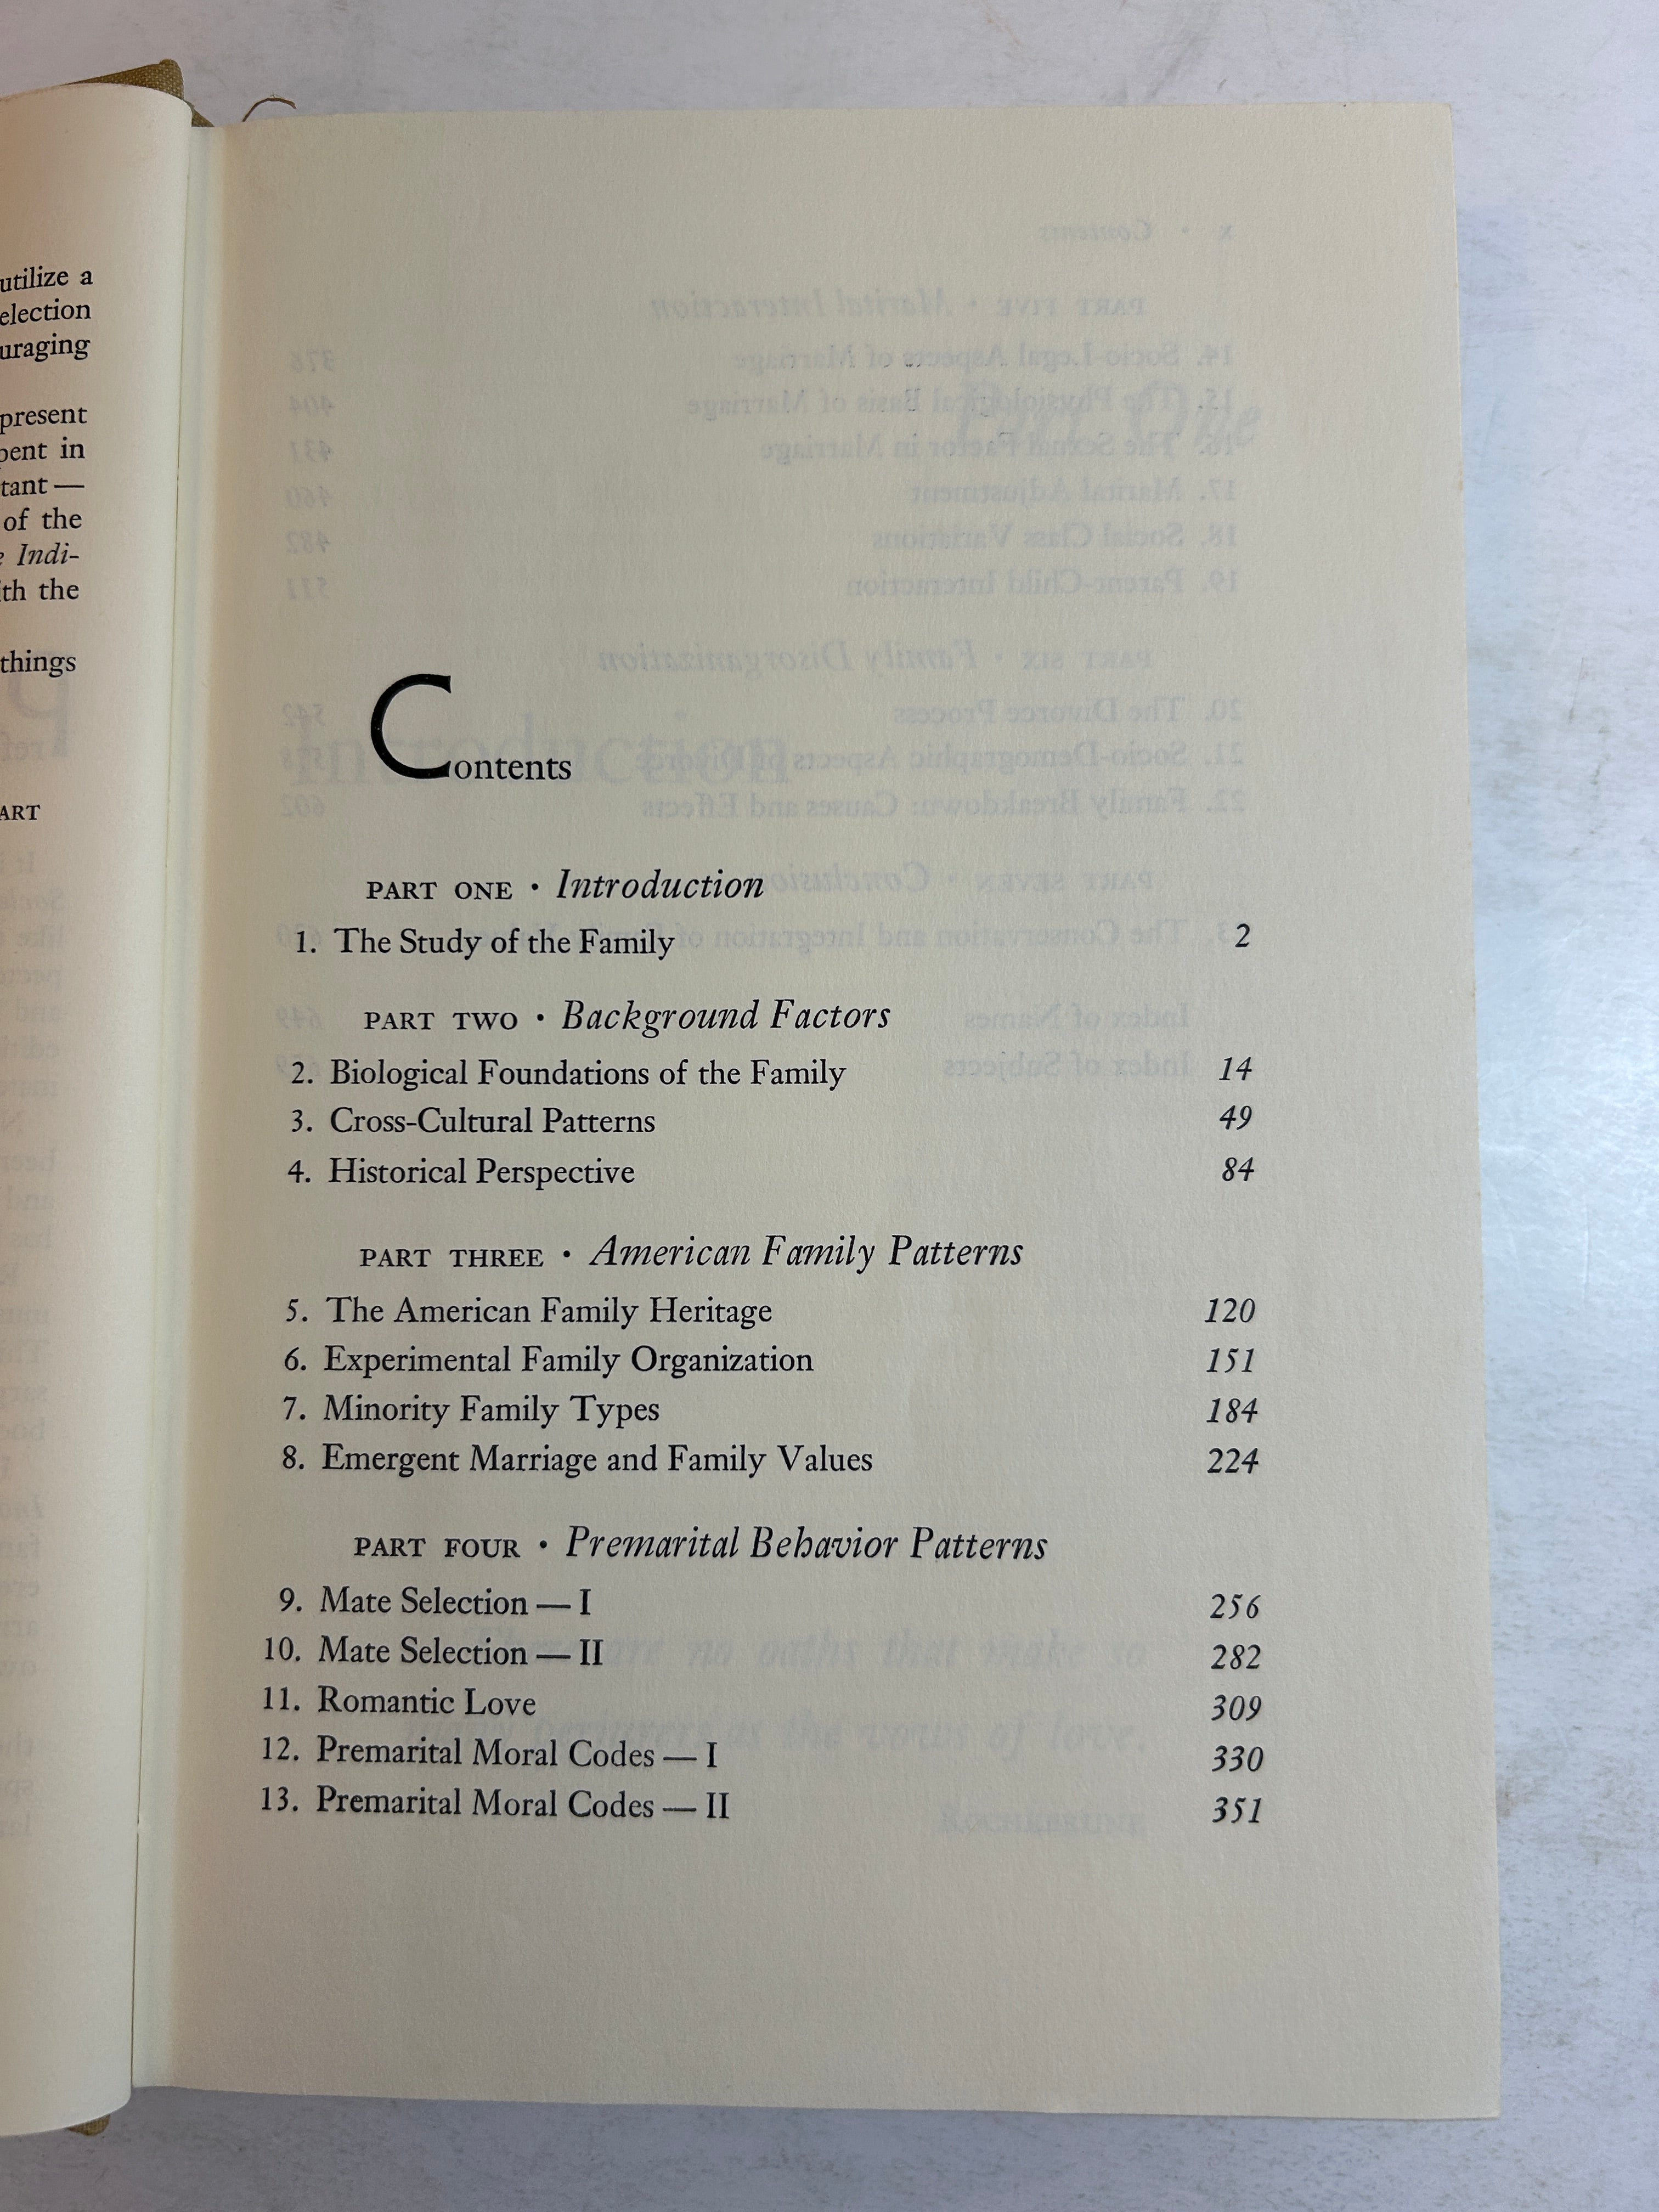 utilize a
election
uraging
present
pent in
tant —
of the
e Indi-
ith the
things
ART
Contents
PART ONE · Introduction
1. The Study of the Family 2
PART TWO · Background Factors
2. Biological Foundations of the Family 14
3. Cross-Cultural Patterns 49
4. Historical Perspective 84
PART THREE · American Family Patterns
5. The American Family Heritage 120
6. Experimental Family Organization 151
7. Minority Family Types 184
8. Emergent Marriage and Family Values 224
PART FOUR · Premarital Behavior Patterns
9. Mate Selection — I 256
10. Mate Selection — II 282
11. Romantic Love 309
12. Premarital Moral Codes — I 330
13. Premarital Moral Codes — II 351